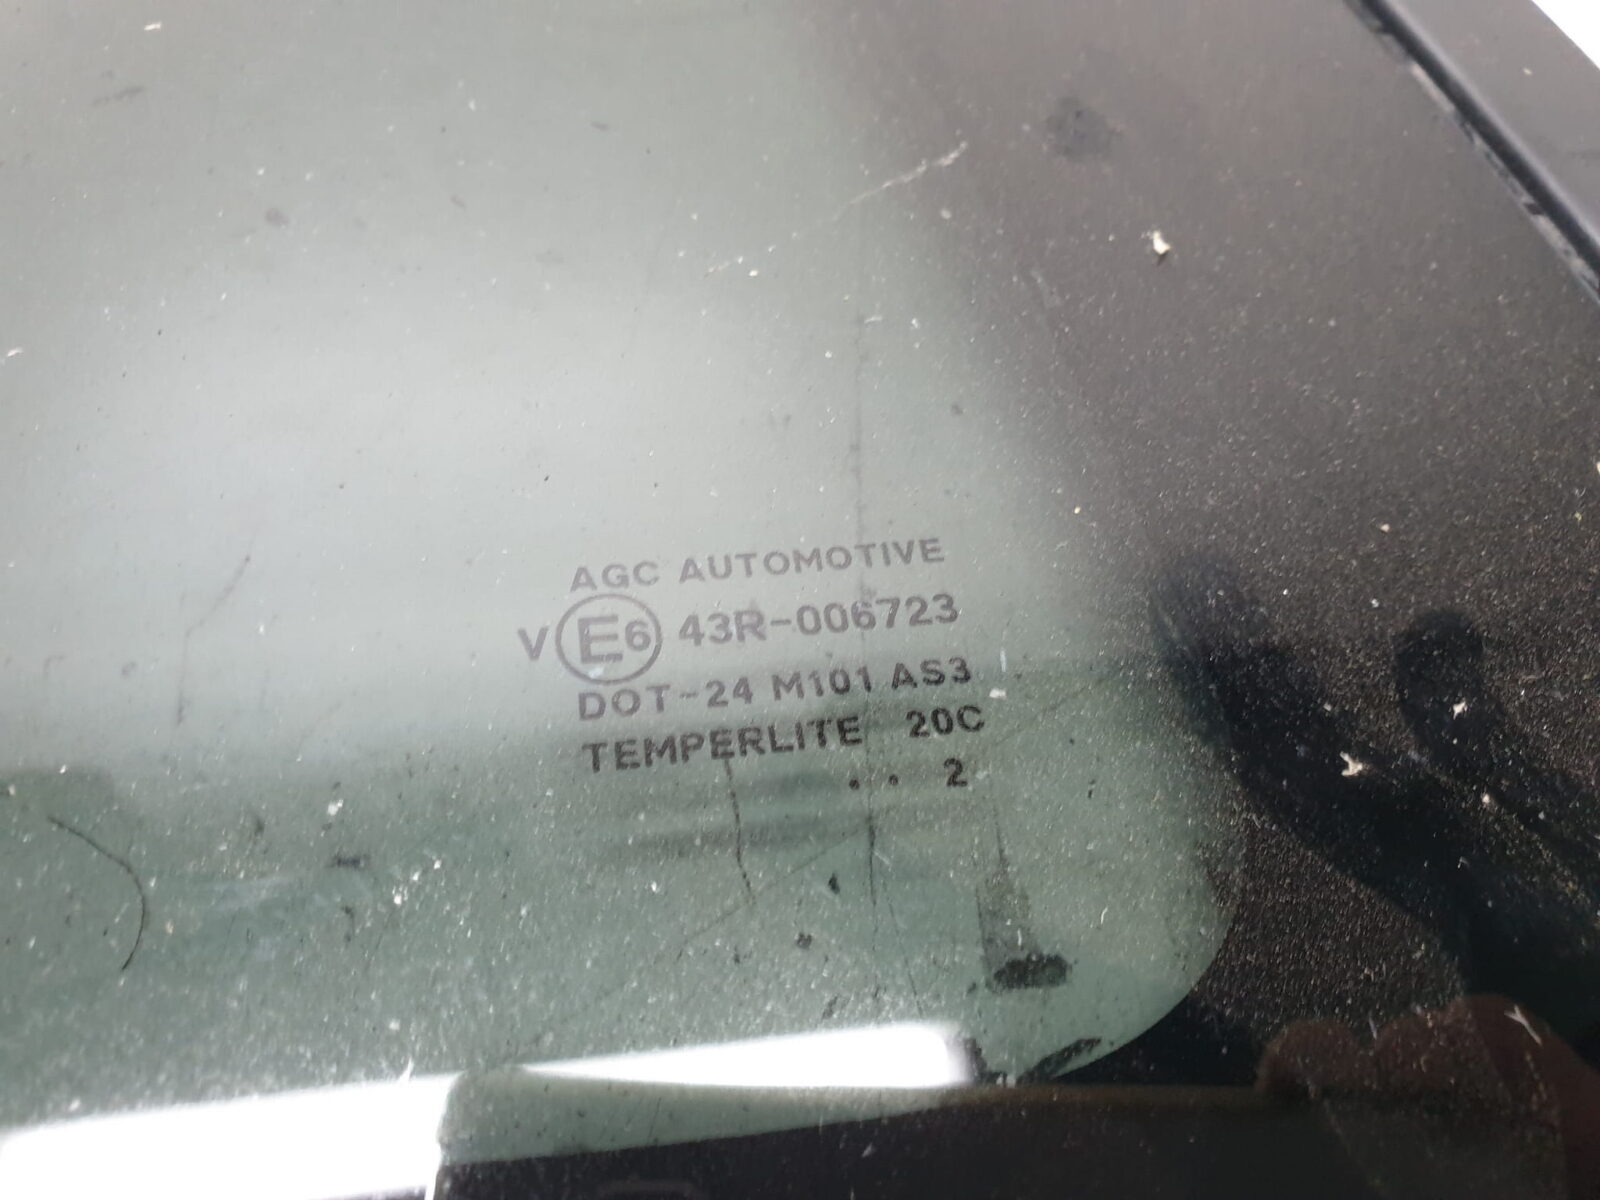 AGC AUTOMOTIVE
V E6 43R-006723
DOT-24 M101 AS3
TEMPERLITE 20C
. . 2